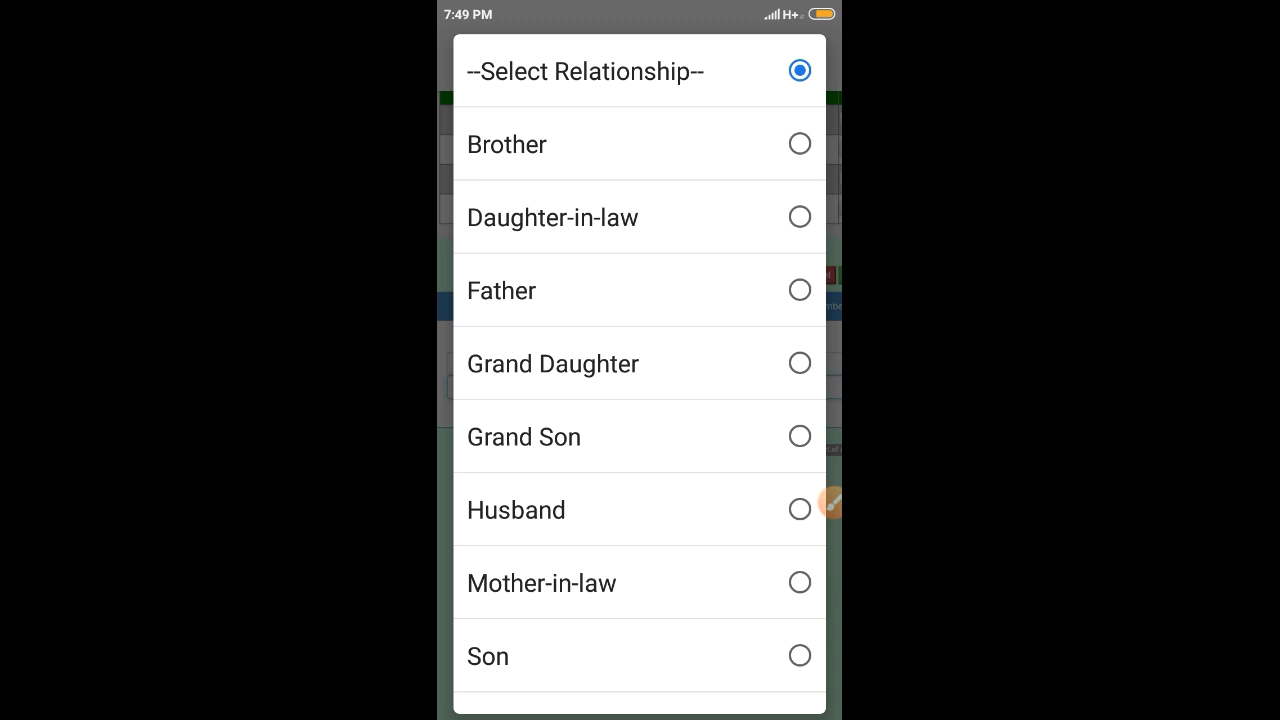 7:49 PM
H+
--Select Relationship--
Brother
Daughter-in-law
Father
Grand Daughter
Grand Son
Husband
Mother-in-law
Son